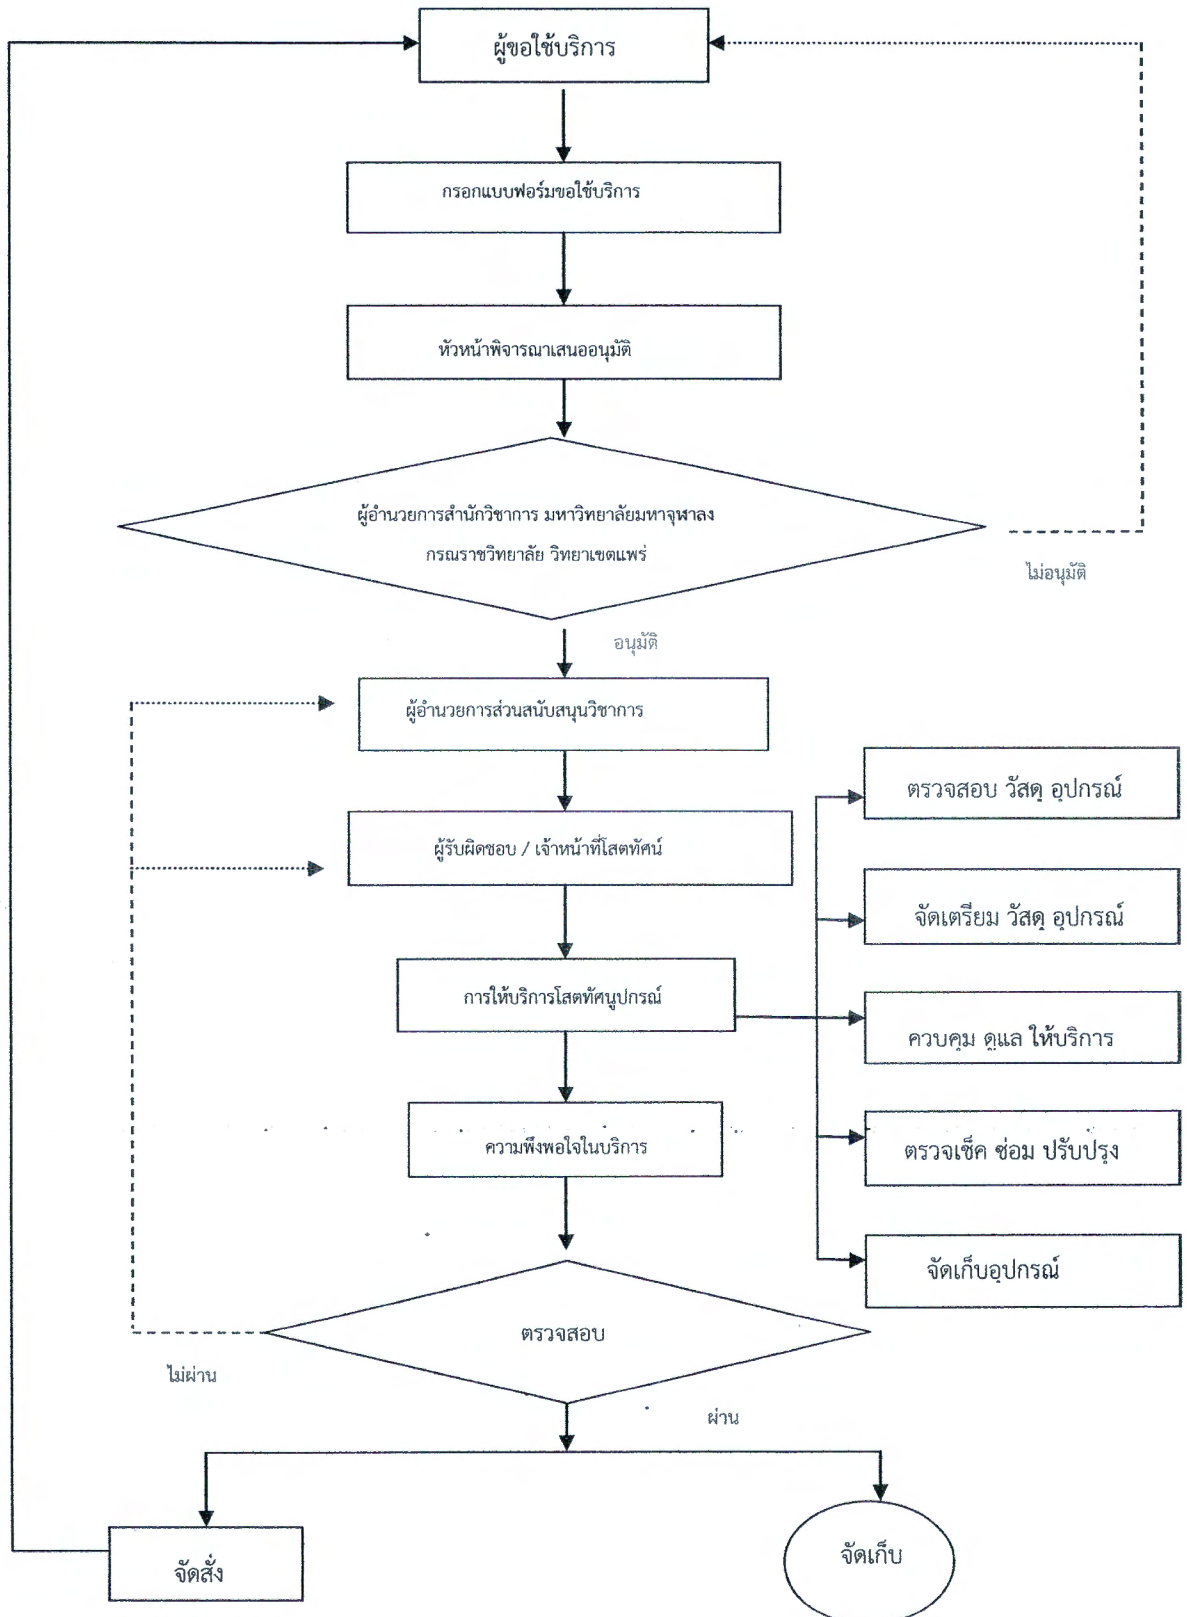 ผู้ขอใช้บริการ
กรอกแบบฟอร์มขอใช้บริการ
หัวหน้าพิจารณาเสนออนุมัติ
ผู้อำนวยการสำนักวิชาการ มหาวิทยาลัยมหาจุฬาลง
กรณราชวิทยาลัย วิทยาเขตแพร่
ไม่อนุมัติ
อนุมัติ
ผู้อำนวยการส่วนสนับสนุนวิชาการ
ผู้รับผิดชอบ / เจ้าหน้าที่โสตทัศน์
การให้บริการโสตทัศนูปกรณ์
ตรวจสอบ วัสดุ อุปกรณ์
จัดเตรียม วัสดุ อุปกรณ์
ควบคุม ดูแล ให้บริการ
ตรวจเช็ค ซ่อม ปรับปรุง
จัดเก็บอุปกรณ์
ความพึงพอใจในบริการ
ตรวจสอบ
ไม่ผ่าน
ผ่าน
จัดสั่ง
จัดเก็บ